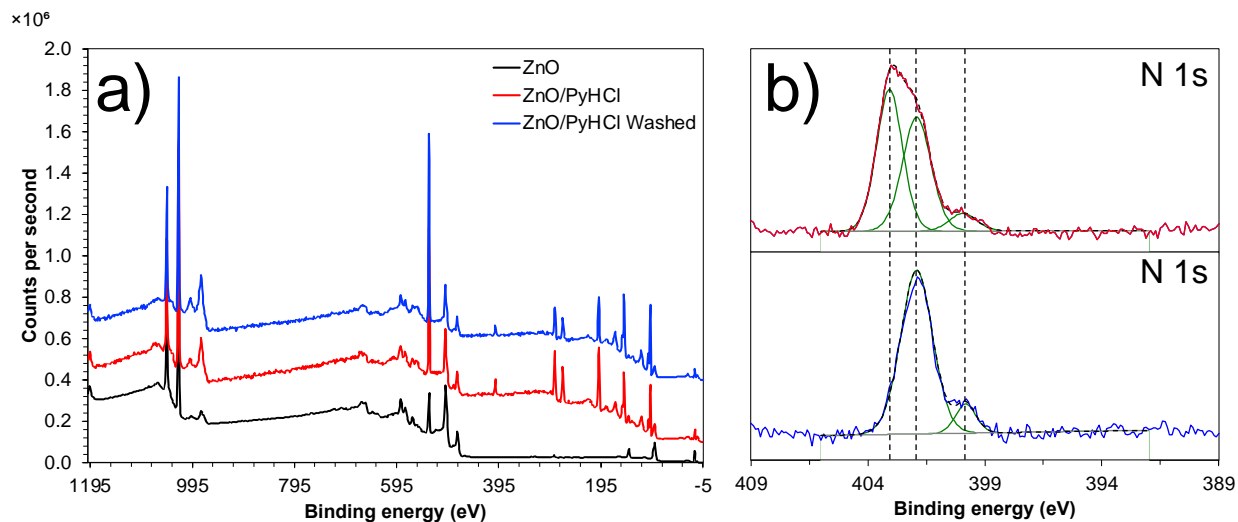 ×10⁶
a)
2.0
1.8
1.6
1.4
1.2
1.0
0.8
0.6
0.4
0.2
0.0
Counts per second
ZnO
ZnO/PyHCl
ZnO/PyHCl Washed
1195 995 795 595 395 195 -5
Binding energy (eV)
b)
N 1s
N 1s
409 404 399 394 389
Binding energy (eV)